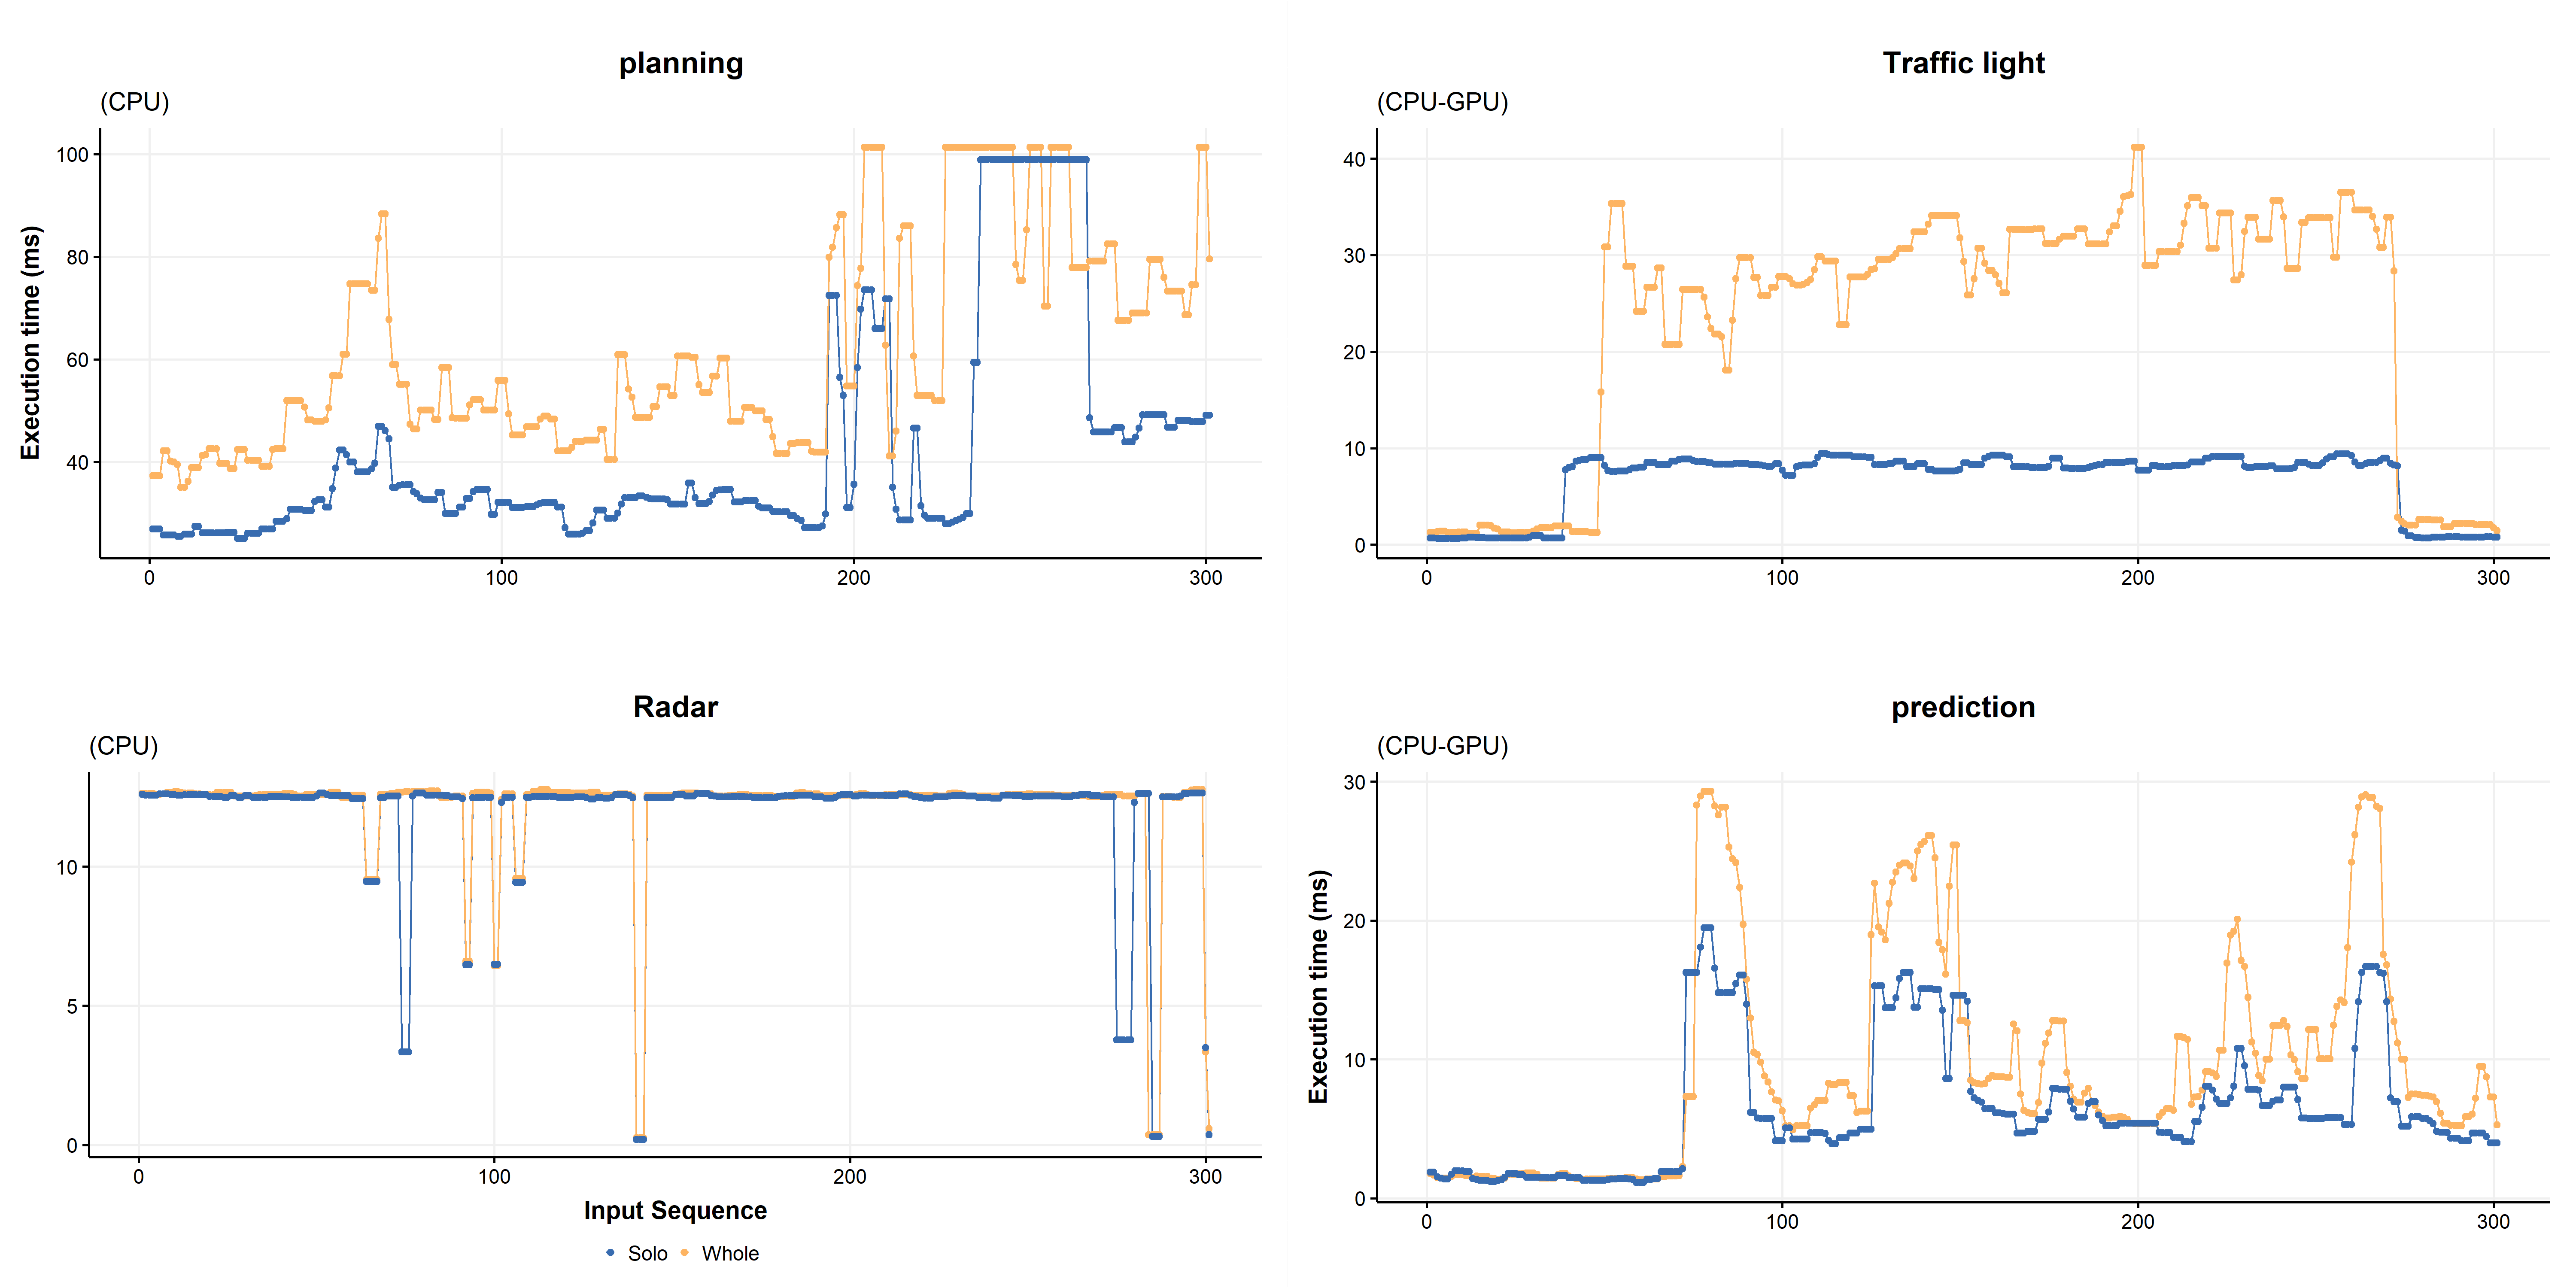 planning
(CPU)
Execution time (ms)
100
80
60
40
0 100 200 300
Traffic light
(CPU-GPU)
40
30
20
10
0
0 100 200 300
Radar
(CPU)
10
5
0
0 100 200 300
Input Sequence
Solo Whole
prediction
(CPU-GPU)
Execution time (ms)
30
20
10
0
0 100 200 300